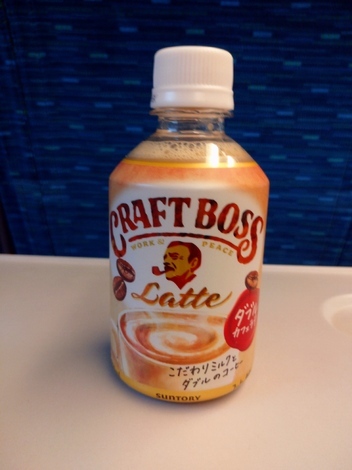 CRAFT BOSS
WORK & PEACE
Latte
ダブル
こだわりミルクと
ダブルのコーヒー
SUNTORY